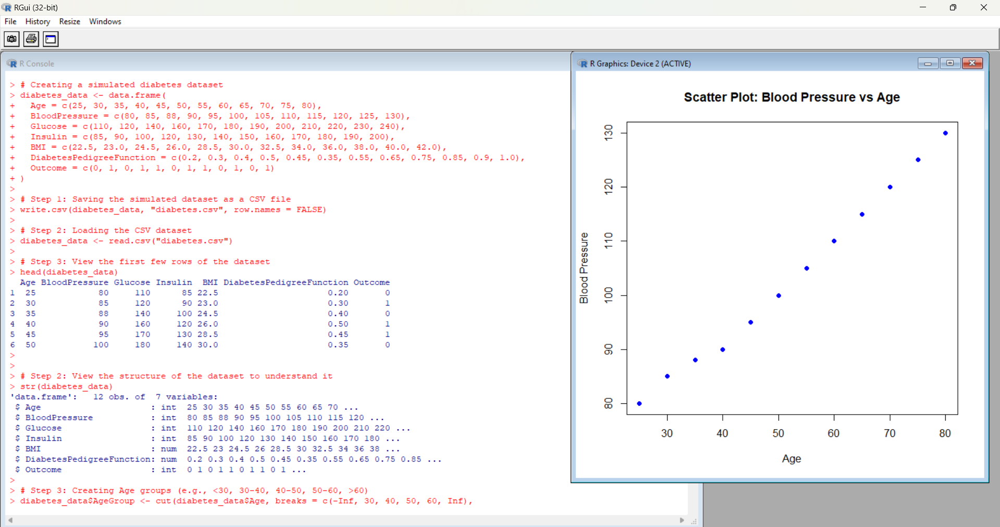 RGui (32-bit)
File History Resize Windows
R Console
> # Creating a simulated diabetes dataset
> diabetes_data <- data.frame(
+   Age = c(25, 30, 35, 40, 45, 50, 55, 60, 65, 70, 75, 80),
+   BloodPressure = c(80, 85, 88, 90, 95, 100, 105, 110, 115, 120, 125, 130),
+   Glucose = c(110, 120, 140, 160, 170, 180, 190, 200, 210, 220, 230, 240),
+   Insulin = c(85, 90, 100, 120, 130, 140, 150, 160, 170, 180, 190, 200),
+   BMI = c(22.5, 23.0, 24.5, 26.0, 28.5, 30.0, 32.5, 34.0, 36.0, 38.0, 40.0, 42.0),
+   DiabetesPedigreeFunction = c(0.2, 0.3, 0.4, 0.5, 0.45, 0.35, 0.55, 0.65, 0.75, 0.85, 0.9, 1.0),
+   Outcome = c(0, 1, 0, 1, 1, 0, 1, 1, 0, 1, 0, 1)
+ )
>
> # Step 1: Saving the simulated dataset as a CSV file
> write.csv(diabetes_data, "diabetes.csv", row.names = FALSE)
>
> # Step 2: Loading the CSV dataset
> diabetes_data <- read.csv("diabetes.csv")
>
> # Step 3: View the first few rows of the dataset
> head(diabetes_data)
  Age BloodPressure Glucose Insulin  BMI DiabetesPedigreeFunction Outcome
1  25            80     110      85 22.5                     0.20       0
2  30            85     120      90 23.0                     0.30       1
3  35            88     140     100 24.5                     0.40       0
4  40            90     160     120 26.0                     0.50       1
5  45            95     170     130 28.5                     0.45       1
6  50           100     180     140 30.0                     0.35       0
>
>
> # Step 2: View the structure of the dataset to understand it
> str(diabetes_data)
'data.frame':   12 obs. of  7 variables:
 $ Age                     : int  25 30 35 40 45 50 55 60 65 70 ...
 $ BloodPressure           : int  80 85 88 90 95 100 105 110 115 120 ...
 $ Glucose                 : int  110 120 140 160 170 180 190 200 210 220 ...
 $ Insulin                 : int  85 90 100 120 130 140 150 160 170 180 ...
 $ BMI                     : num  22.5 23 24.5 26 28.5 30 32.5 34 36 38 ...
 $ DiabetesPedigreeFunction: num  0.2 0.3 0.4 0.5 0.45 0.35 0.55 0.65 0.75 0.85 ...
 $ Outcome                 : int  0 1 0 1 1 0 1 1 0 1 ...
>
> # Step 3: Creating Age groups (e.g., <30, 30-40, 40-50, 50-60, >60)
> diabetes_data$AgeGroup <- cut(diabetes_data$Age, breaks = c(-Inf, 30, 40, 50, 60, Inf),
R Graphics: Device 2 (ACTIVE)
Scatter Plot: Blood Pressure vs Age
Blood Pressure
130
120
110
100
90
80
30 40 50 60 70 80
Age